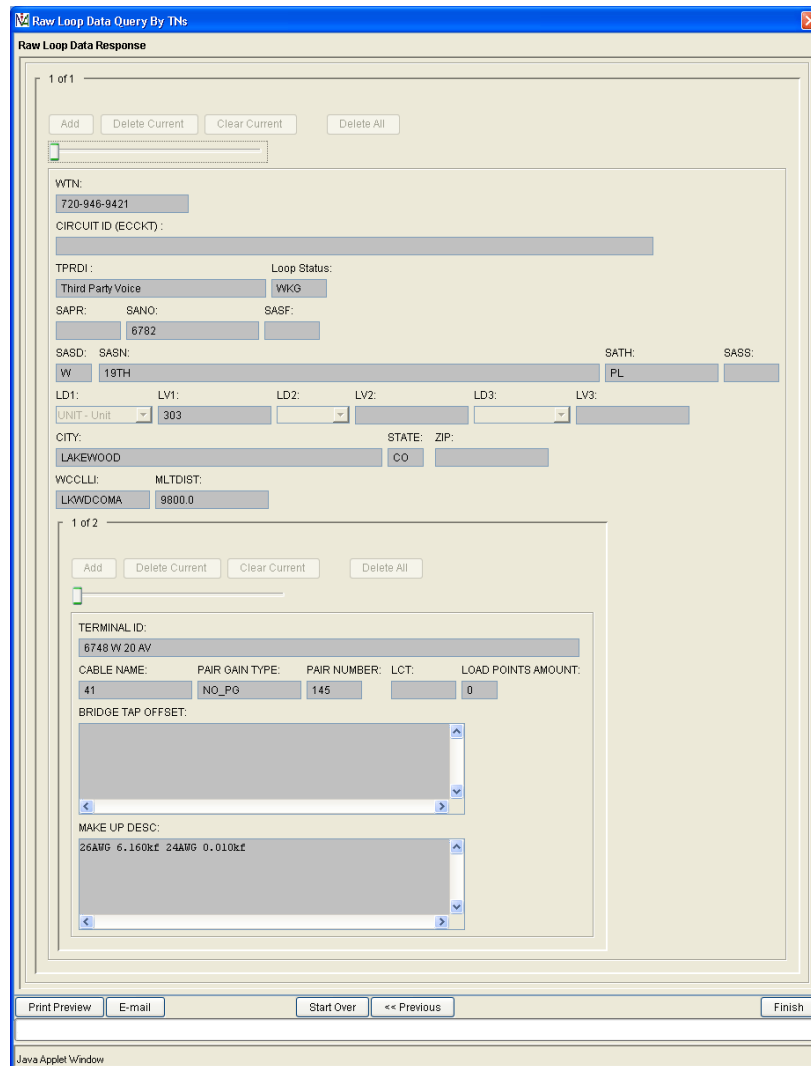 Raw Loop Data Query By TNs
Raw Loop Data Response
1 of 1
Add Delete Current Clear Current Delete All
WTN:
720-946-9421
CIRCUIT ID (ECCKT) :
TPRDI : Loop Status:
Third Party Voice WKG
SAPR: SANO: SASF:
6782
SASD: SASN: SATH: SASS:
W 19TH PL
LD1: LV1: LD2: LV2: LD3: LV3:
UNIT - Unit 303
CITY: STATE: ZIP:
LAKEWOOD CO
WCCLLI: MLTDIST:
LKWDCOMA 9800.0
1 of 2
Add Delete Current Clear Current Delete All
TERMINAL ID:
6748 W 20 AV
CABLE NAME: PAIR GAIN TYPE: PAIR NUMBER: LCT: LOAD POINTS AMOUNT:
41 NO_PG 145 0
BRIDGE TAP OFFSET:
MAKE UP DESC:
26AWG 6.160kf 24AWG 0.010kf
Print Preview E-mail Start Over << Previous Finish
Java Applet Window